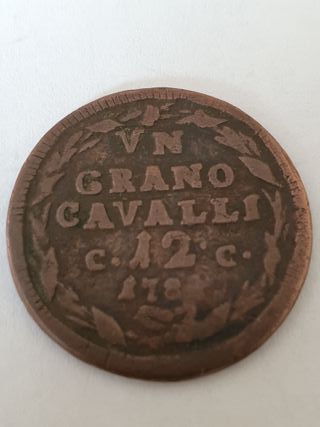 VN
GRANO
CAVALLI
C. 12 C.
178